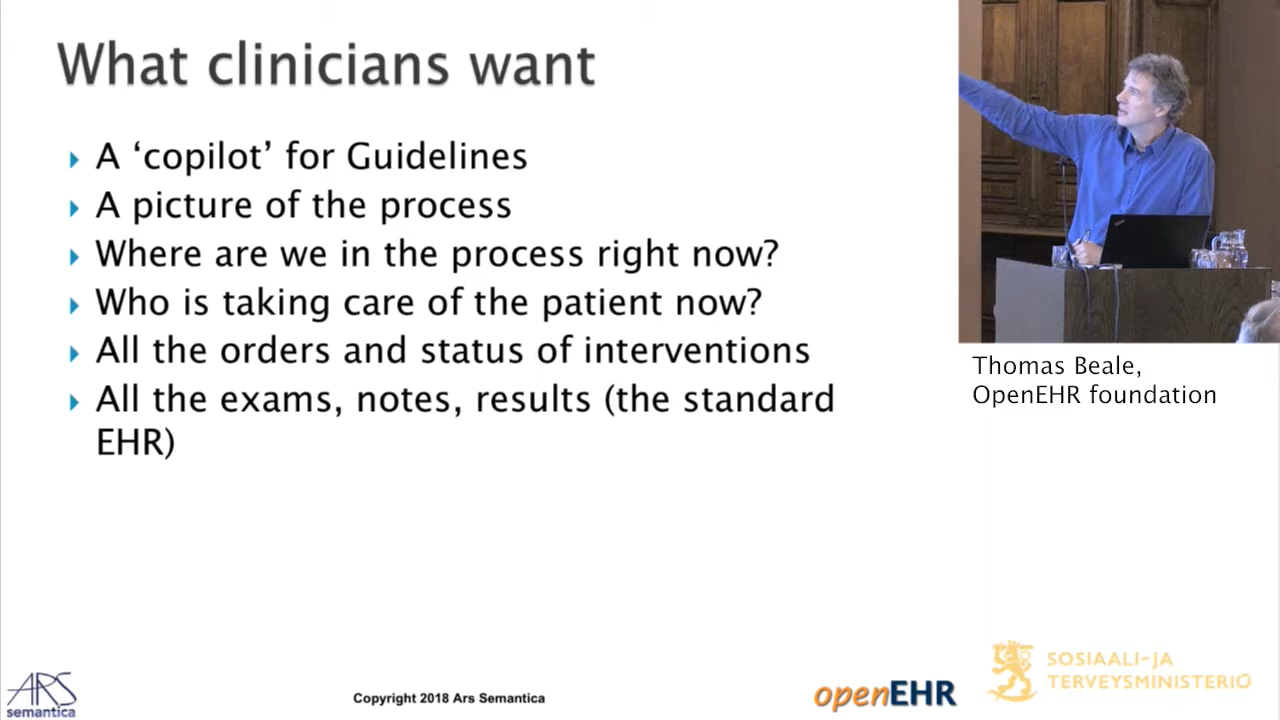 What clinicians want
A ‘copilot’ for Guidelines
A picture of the process
Where are we in the process right now?
Who is taking care of the patient now?
All the orders and status of interventions
All the exams, notes, results (the standard
EHR)
Thomas Beale,
OpenEHR foundation
ARS
semantica
Copyright 2018 Ars Semantica
openEHR
SOSIAALI-JA
TERVEYSMINISTERIÖ